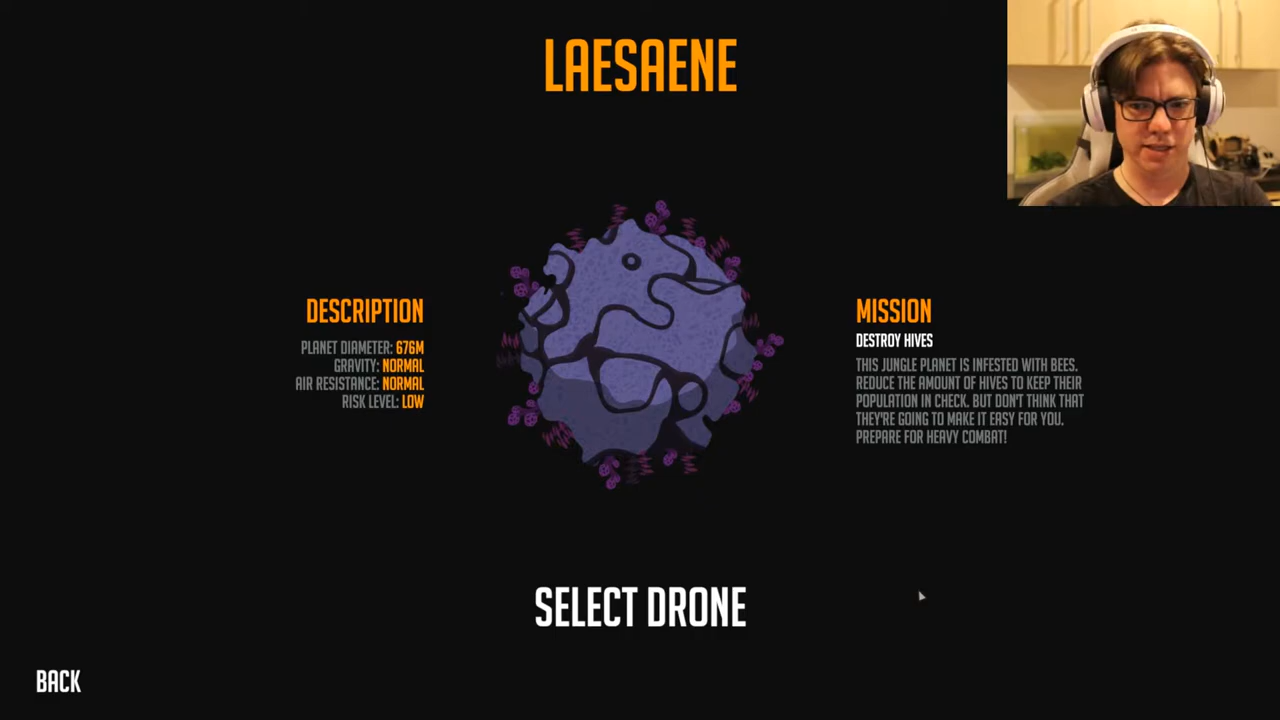 LAESAENE
DESCRIPTION
PLANET DIAMETER: 676M
GRAVITY: NORMAL
AIR RESISTANCE: NORMAL
RISK LEVEL: LOW
MISSION
DESTROY HIVES
THIS JUNGLE PLANET IS INFESTED WITH BEES.
REDUCE THE AMOUNT OF HIVES TO KEEP THEIR
POPULATION IN CHECK. BUT DON'T THINK THAT
THEY'RE GOING TO MAKE IT EASY FOR YOU.
PREPARE FOR HEAVY COMBAT!
SELECT DRONE
BACK